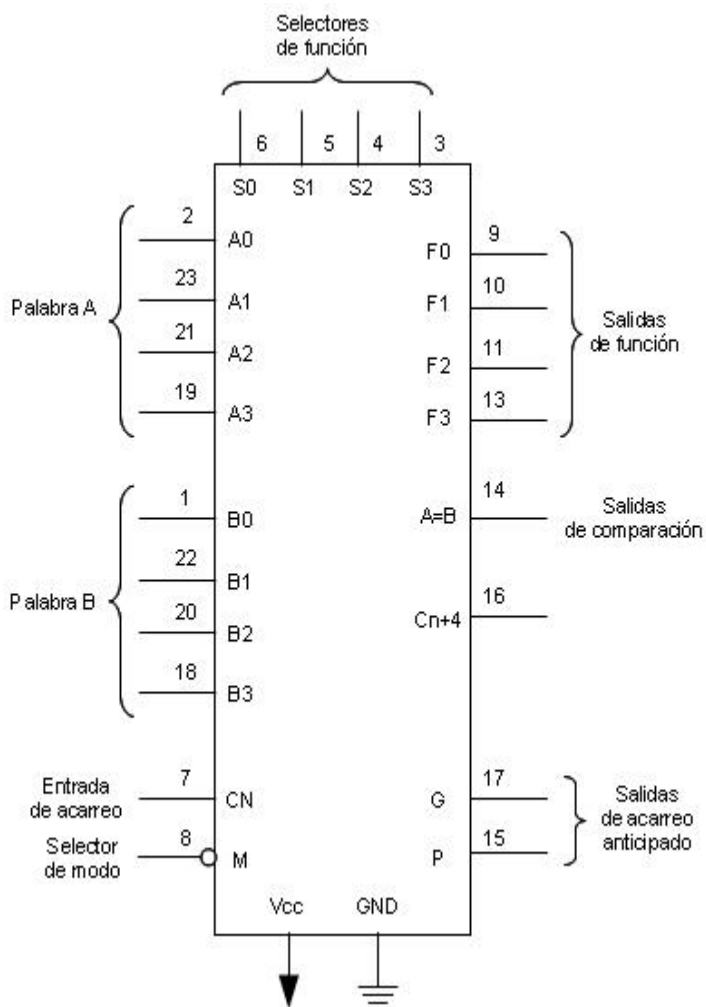 Selectores
de función
6 5 4 3
S0 S1 S2 S3
Palabra A
2 A0
23 A1
21 A2
19 A3
Palabra B
1 B0
22 B1
20 B2
18 B3
Entrada
de acarreo
7 CN
Selector
de modo
8 M
F0 9
F1 10
F2 11
F3 13
Salidas
de función
A=B 14
Salidas
de comparación
Cn+4 16
G 17
P 15
Salidas
de acarreo
anticipado
Vcc GND